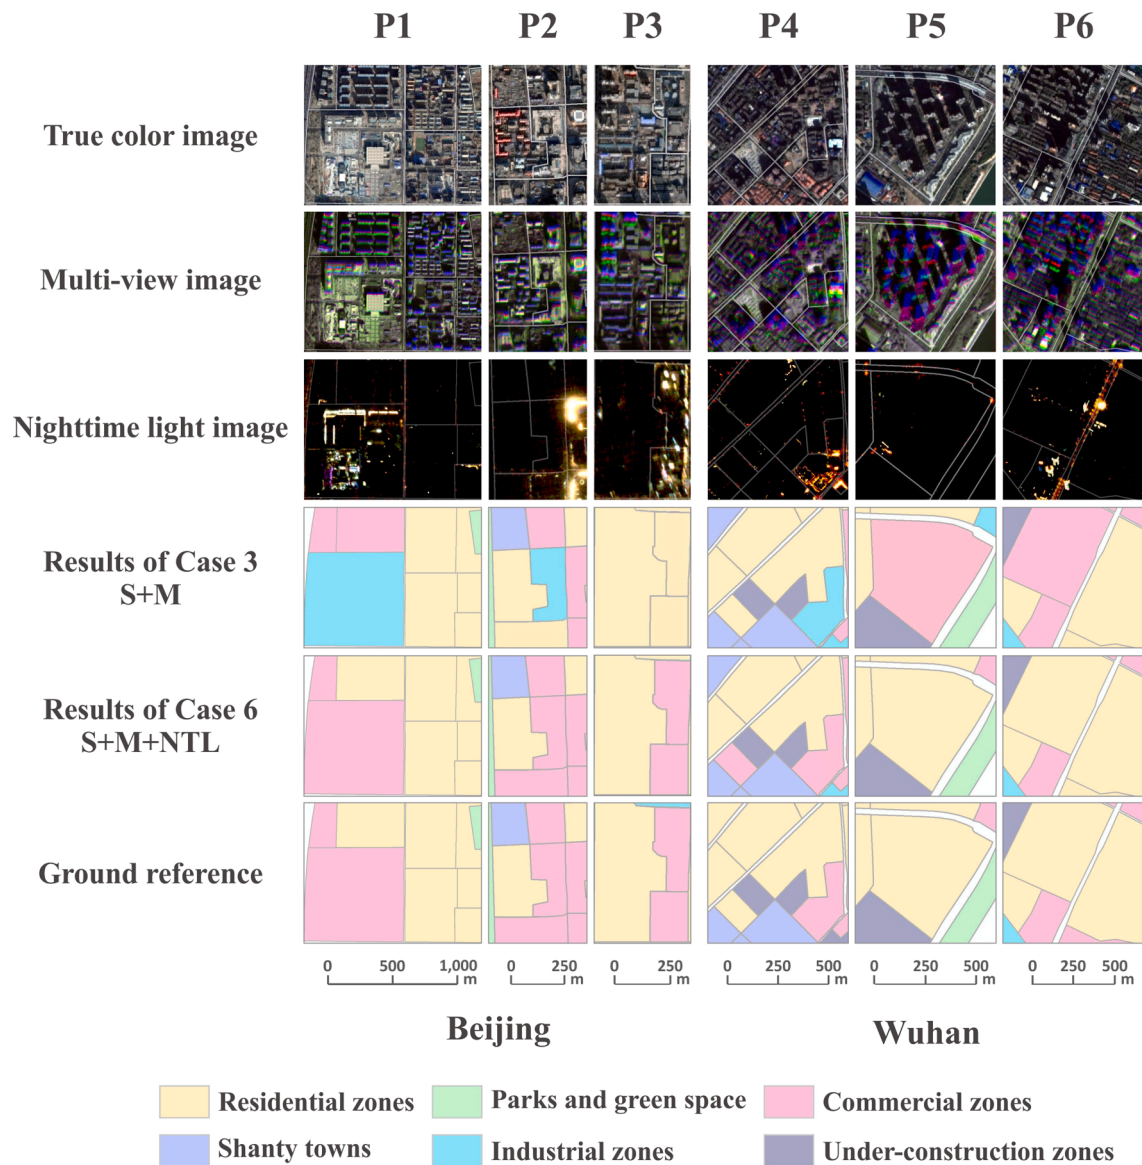 P1 P2 P3 P4 P5 P6
True color image
Multi-view image
Nighttime light image
Results of Case 3
S+M
Results of Case 6
S+M+NTL
Ground reference
0 500 1,000 m 0 250 m 0 250 m 0 250 500 m 0 250 500 m 0 250 500 m
Beijing Wuhan
Residential zones Parks and green space Commercial zones
Shanty towns Industrial zones Under-construction zones